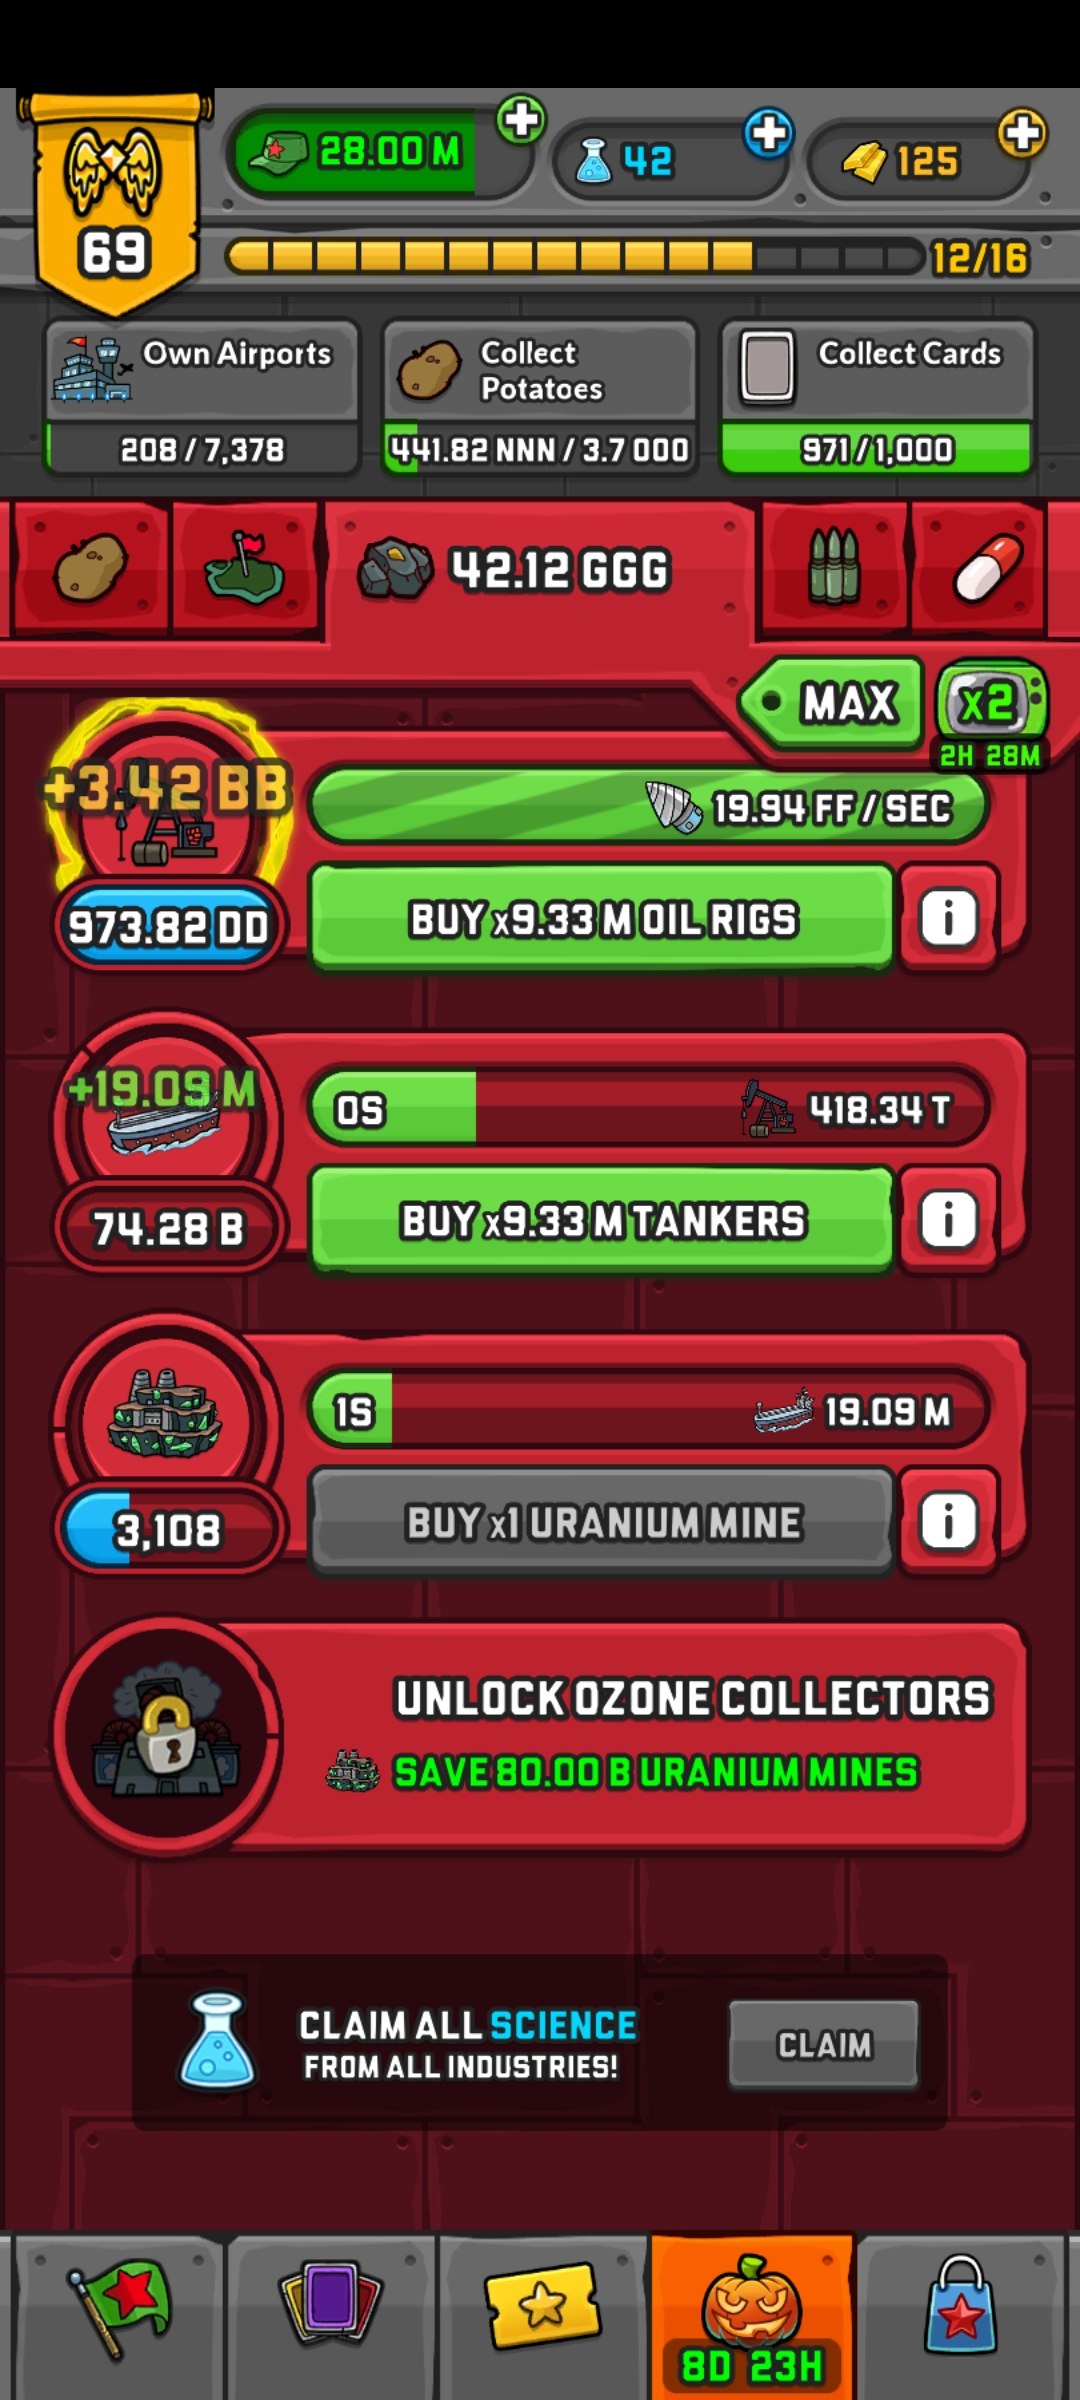 28.00 M
42
125
69
12/16
Own Airports
208 / 7,378
Collect
Potatoes
441.82 NNN / 3.7 OOO
Collect Cards
971 / 1,000
42.12 GGG
MAX
x2
2H 28M
+3.42 BB
19.94 FF / SEC
973.82 DD
BUY x9.33 M OIL RIGS
i
+19.09 M
0S
418.34 T
74.28 B
BUY x9.33 M TANKERS
i
1S
19.09 M
3,108
BUY x1 URANIUM MINE
i
UNLOCK OZONE COLLECTORS
SAVE 80.00 B URANIUM MINES
CLAIM ALL SCIENCE
FROM ALL INDUSTRIES!
CLAIM
8D 23H